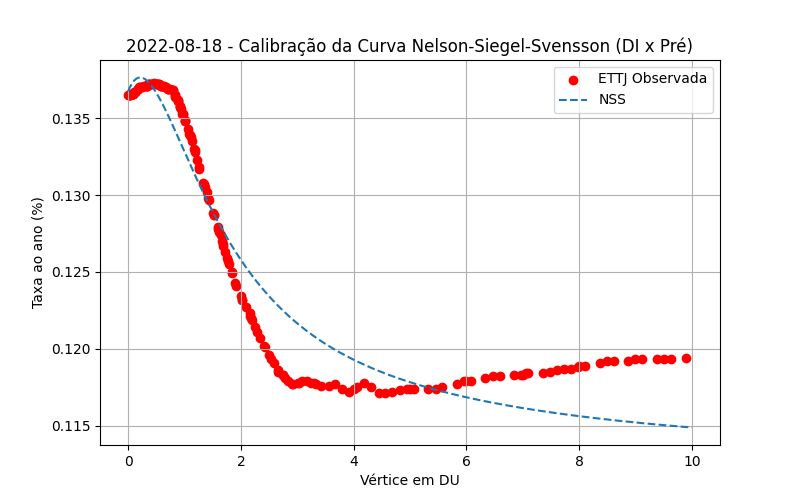 2022-08-18 - Calibração da Curva Nelson-Siegel-Svensson (DI x Pré)
ETTJ Observada
NSS
Taxa ao ano (%)
0.135
0.130
0.125
0.120
0.115
0 2 4 6 8 10
Vértice em DU